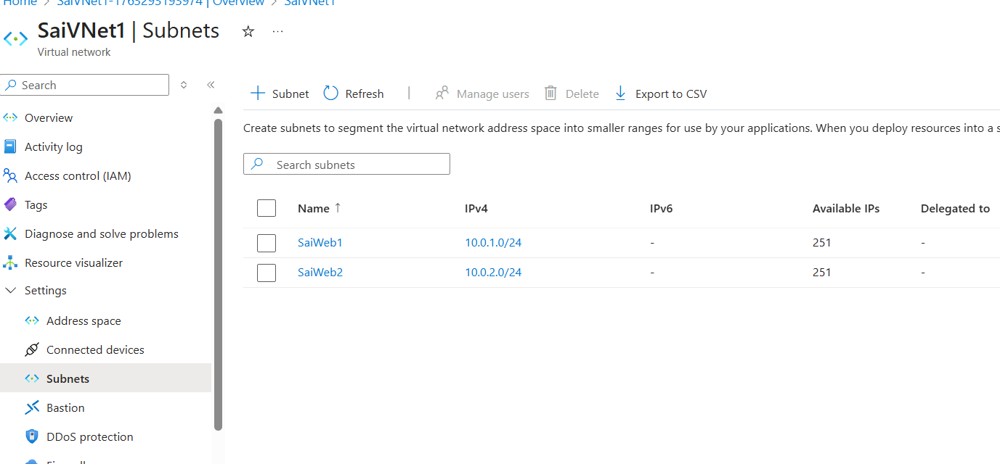 Home > SaiVNet1-1763293193974 | Overview > SaiVNet1
SaiVNet1 | Subnets
Virtual network
Search
Subnet
Refresh
Manage users
Delete
Export to CSV
Overview
Activity log
Access control (IAM)
Tags
Diagnose and solve problems
Resource visualizer
Settings
Address space
Connected devices
Subnets
Bastion
DDoS protection
Create subnets to segment the virtual network address space into smaller ranges for use by your applications. When you deploy resources into a s
Search subnets
Name ↑ IPv4 IPv6 Available IPs Delegated to
SaiWeb1 10.0.1.0/24 - 251 -
SaiWeb2 10.0.2.0/24 - 251 -